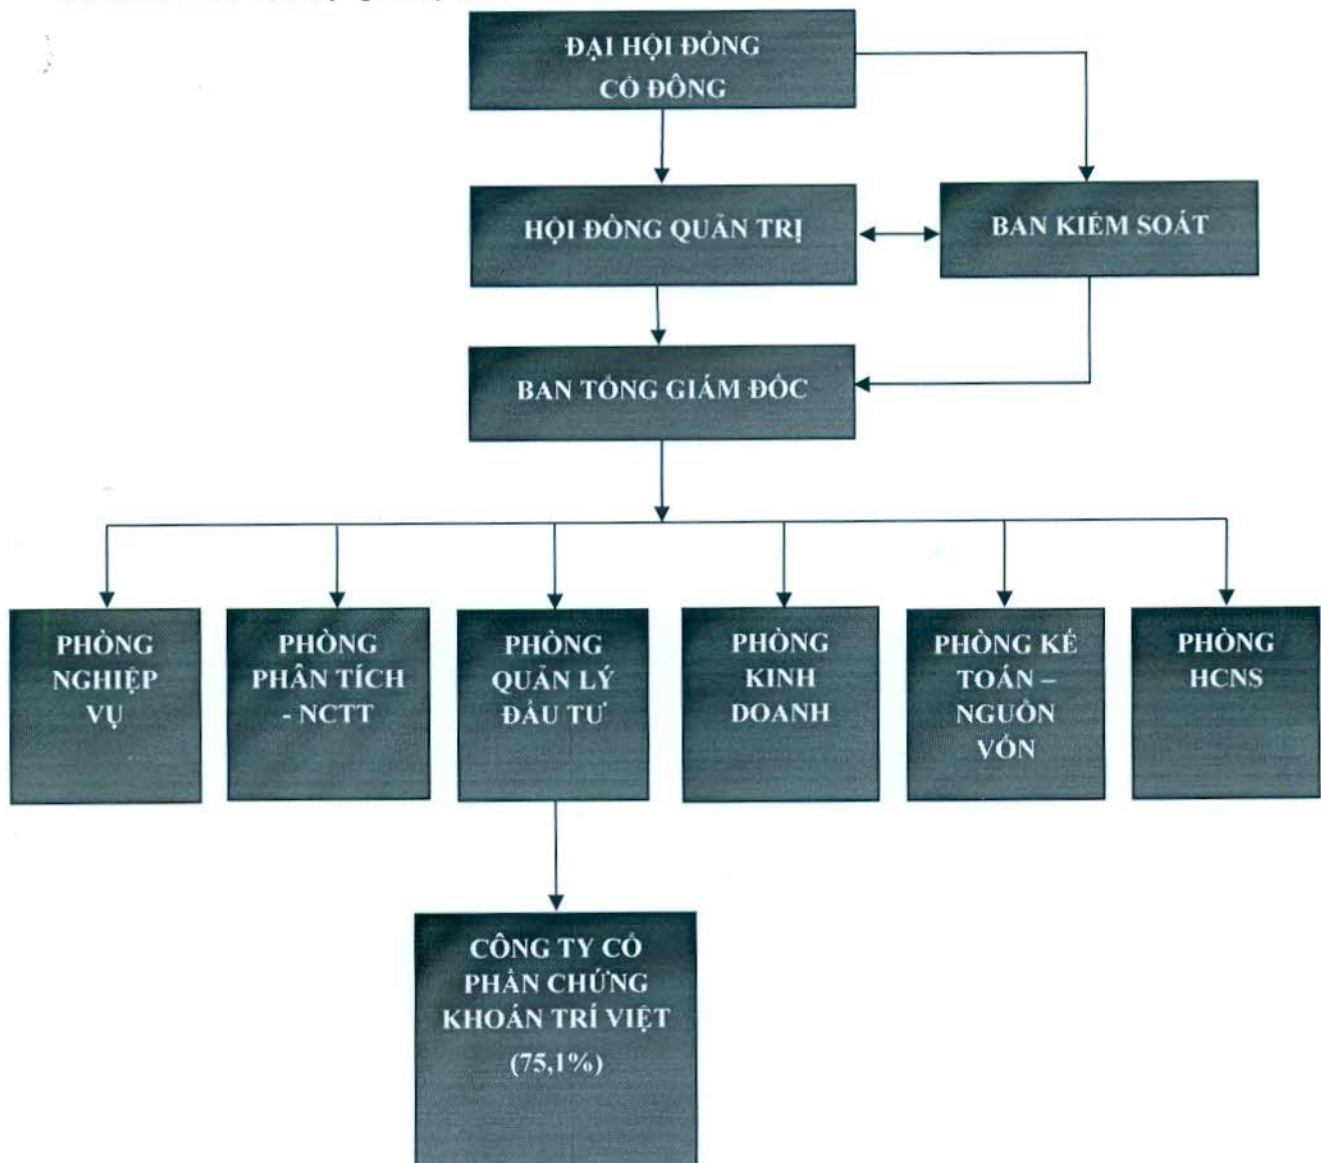 ĐẠI HỘI ĐỒNG
CỔ ĐÔNG
HỘI ĐỒNG QUẢN TRỊ
BAN KIỂM SOÁT
BAN TỔNG GIÁM ĐỐC
PHÒNG
NGHIỆP
VỤ
PHÒNG
PHÂN TÍCH
- NCTT
PHÒNG
QUẢN LÝ
ĐẦU TƯ
PHÒNG
KINH
DOANH
PHÒNG KẾ
TOÁN –
NGUỒN
VỐN
PHÒNG
HCNS
CÔNG TY CỔ
PHẦN CHỨNG
KHOÁN TRÍ VIỆT
(75,1%)